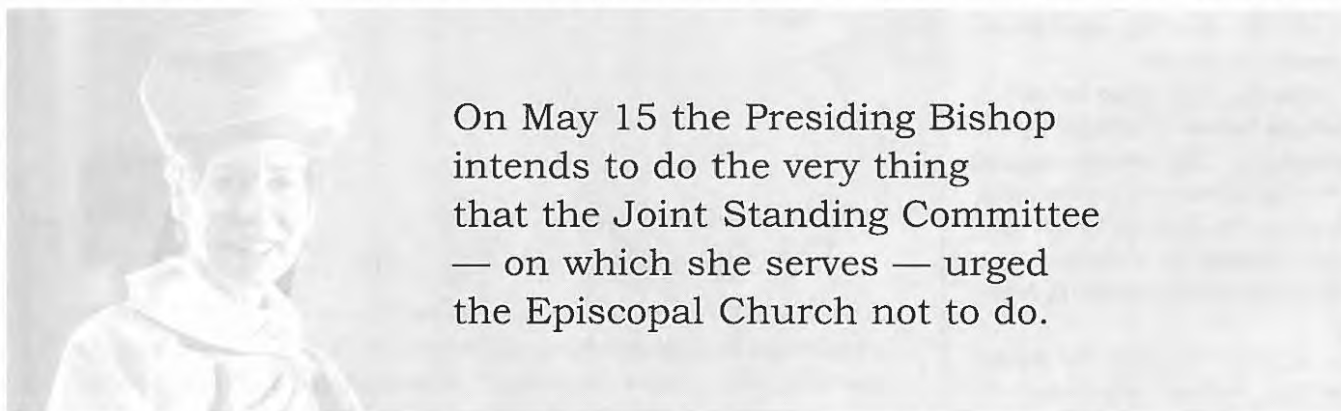 On May 15 the Presiding Bishop
intends to do the very thing
that the Joint Standing Committee
— on which she serves — urged
the Episcopal Church not to do.